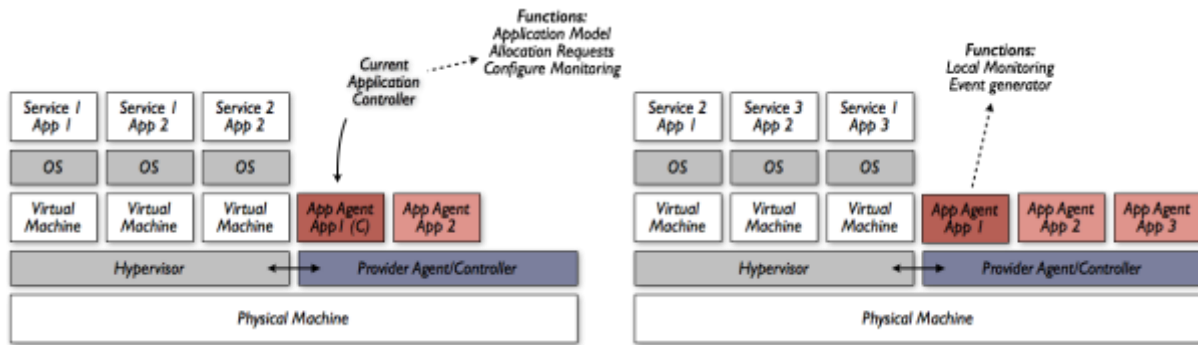 Functions:
Application Model
Allocation Requests
Configure Monitoring
Current
Application
Controller
Service 1
App 1
Service 1
App 2
Service 2
App 2
OS
OS
OS
Virtual
Machine
Virtual
Machine
Virtual
Machine
App Agent
App1 (C)
App Agent
App 2
Hypervisor
Provider Agent/Controller
Physical Machine
Functions:
Local Monitoring
Event generator
Service 2
App 1
Service 3
App 2
Service 1
App 3
OS
OS
OS
Virtual
Machine
Virtual
Machine
Virtual
Machine
App Agent
App 1
App Agent
App 2
App Agent
App 3
Hypervisor
Provider Agent/Controller
Physical Machine